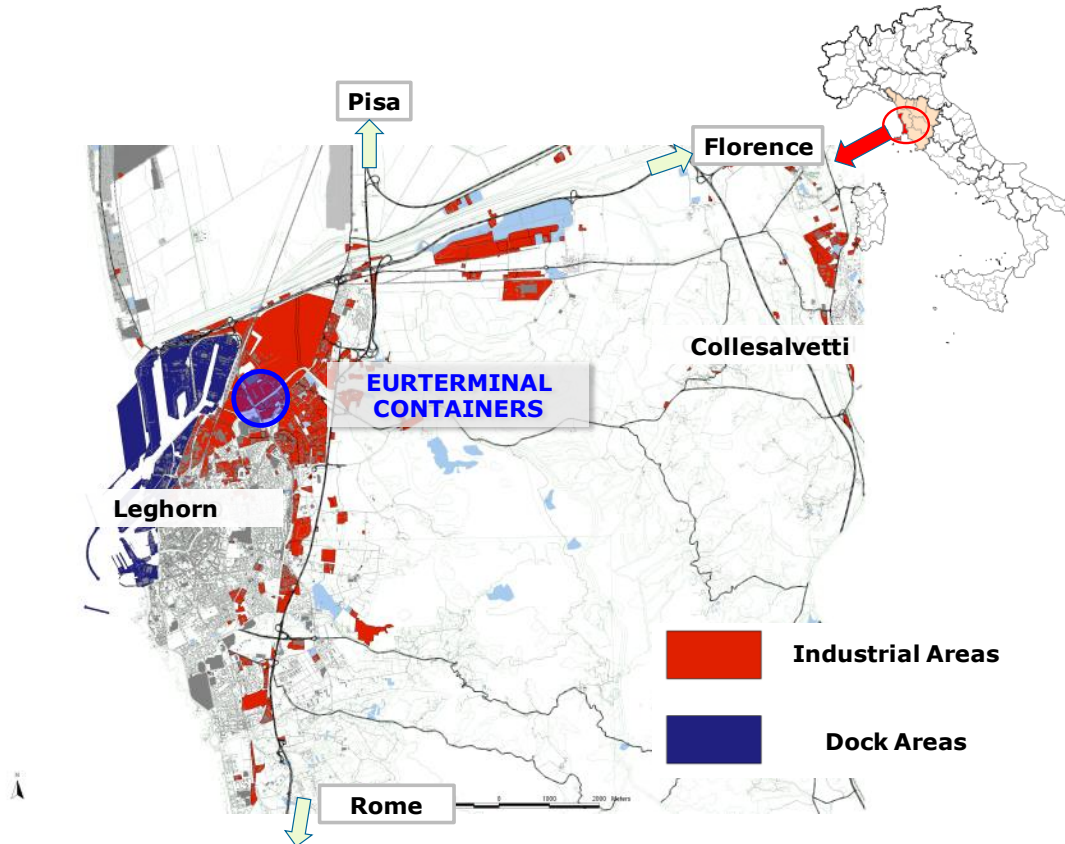 Pisa
Florence
Collesalvetti
EURTERMINAL
CONTAINERS
Leghorn
Industrial Areas
Dock Areas
Rome
0 1000 2000 Meters
N